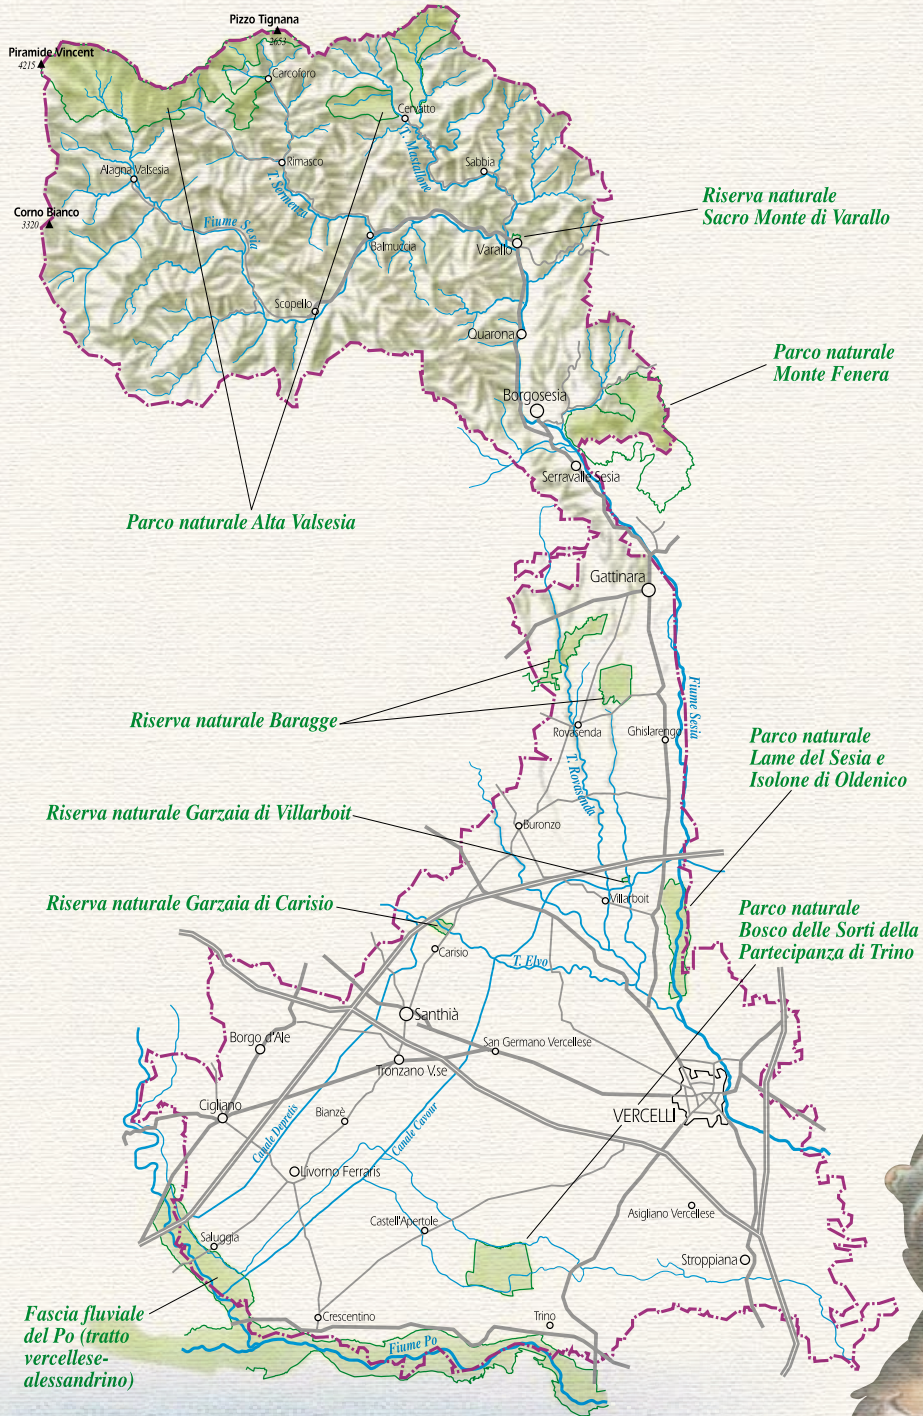 Pizzo Tignana
2653
Piramide Vincent
4215
Carcoforo
Cervatto
T. Mastallone
Rimasco
Sabbia
Alagna Valsesia
T. Sermenza
Riserva naturale
Sacro Monte di Varallo
Corno Bianco
3320
Fiume Sesia
Balmuccia
Varallo
Scopello
Quarona
Parco naturale
Monte Fenera
Borgosesia
Serravalle Sesia
Parco naturale Alta Valsesia
Gattinara
Fiume Sesia
Riserva naturale Baragge
Rovasenda
Ghislarengo
T. Rovasenda
Parco naturale
Lame del Sesia e
Isolone di Oldenico
Riserva naturale Garzaia di Villarboit
Buronzo
Villarboit
Riserva naturale Garzaia di Carisio
Parco naturale
Bosco delle Sorti della
Partecipanza di Trino
Carisio
T. Elvo
Santhià
Borgo d'Ale
San Germano Vercellese
Tronzano V.se
Cigliano
Bianzè
VERCELLI
Canale Depretis
Canale Cavour
Livorno Ferraris
Asigliano Vercellese
Castell'Apertole
Saluggia
Stroppiana
Fascia fluviale
del Po (tratto
vercellese-
alessandrino)
Crescentino
Trino
Fiume Po